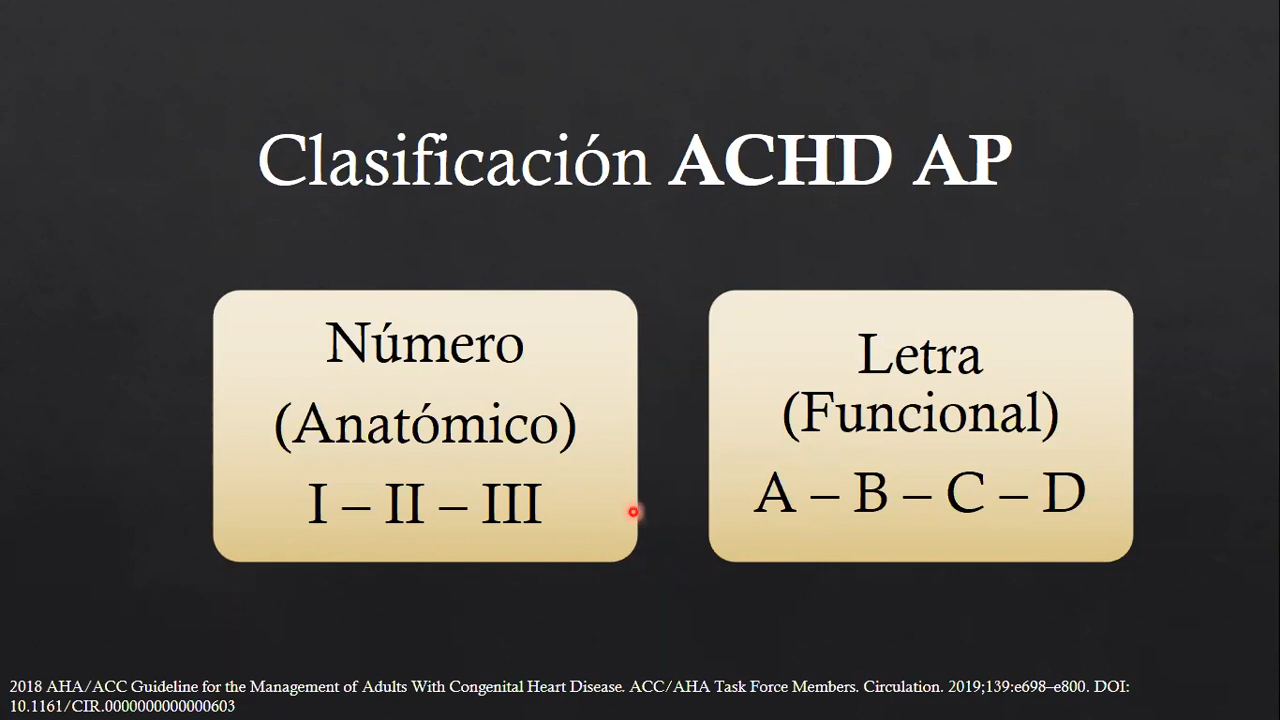 Clasificación ACHD AP
Número
(Anatómico)
I – II – III
Letra
(Funcional)
A – B – C – D
2018 AHA/ACC Guideline for the Management of Adults With Congenital Heart Disease. ACC/AHA Task Force Members. Circulation. 2019;139:e698–e800. DOI:
10.1161/CIR.0000000000000603